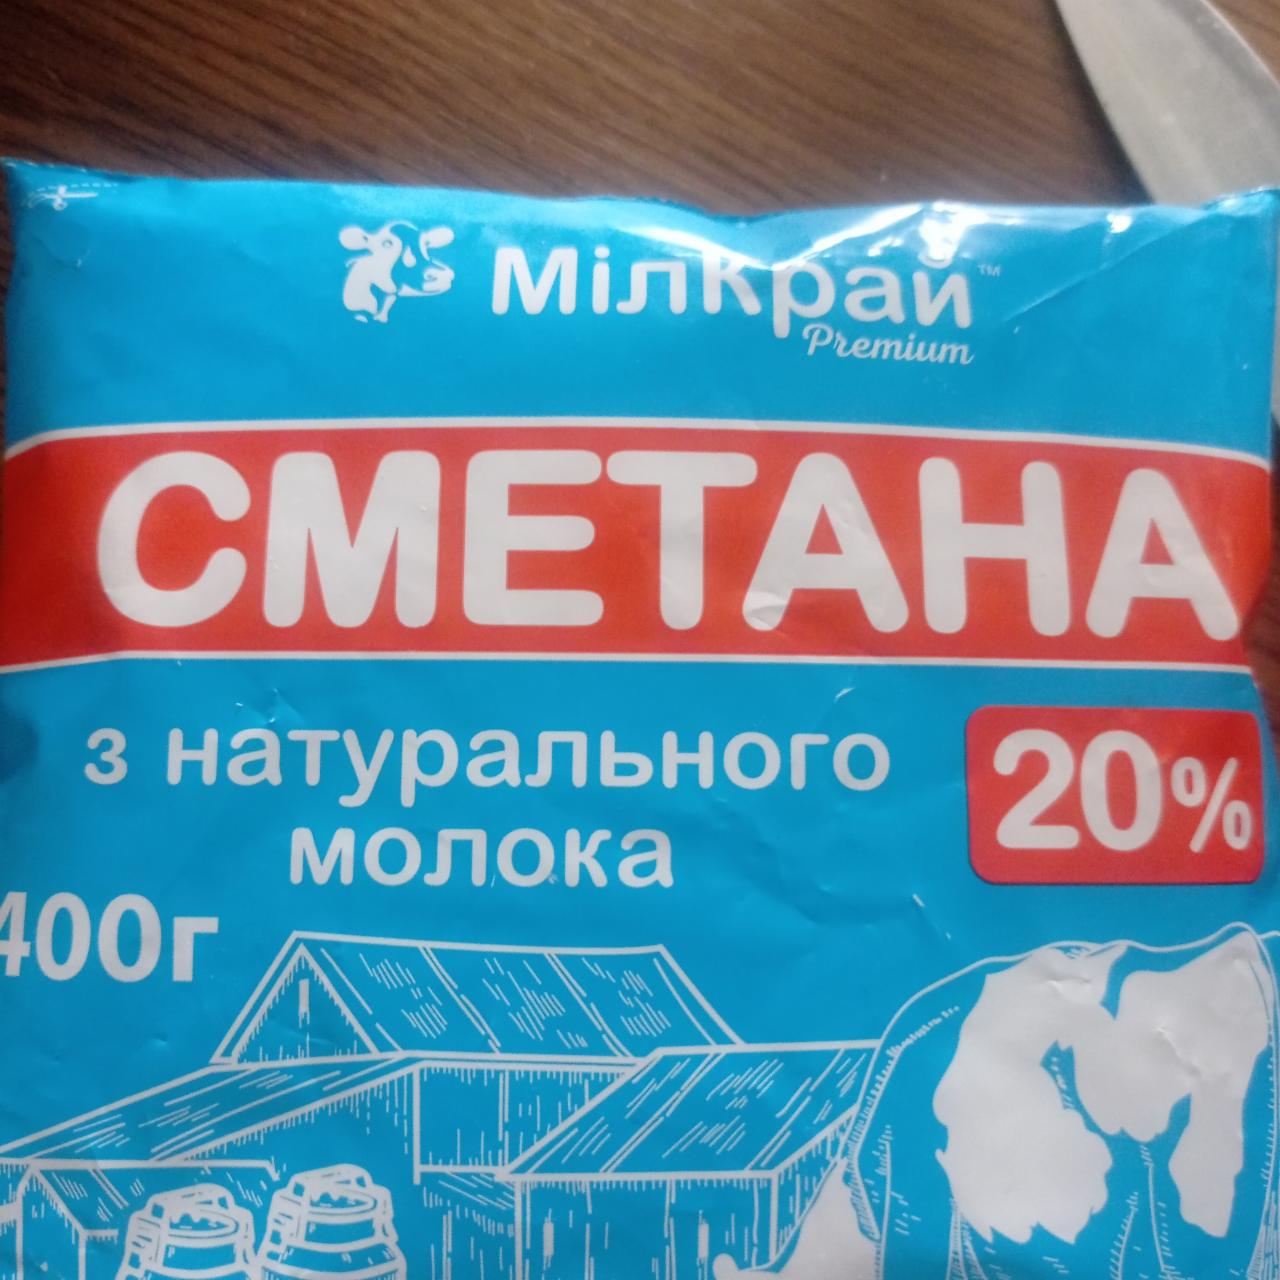 МілКрай™
Premium
СМЕТАНА
з натурального
молока
20%
400г